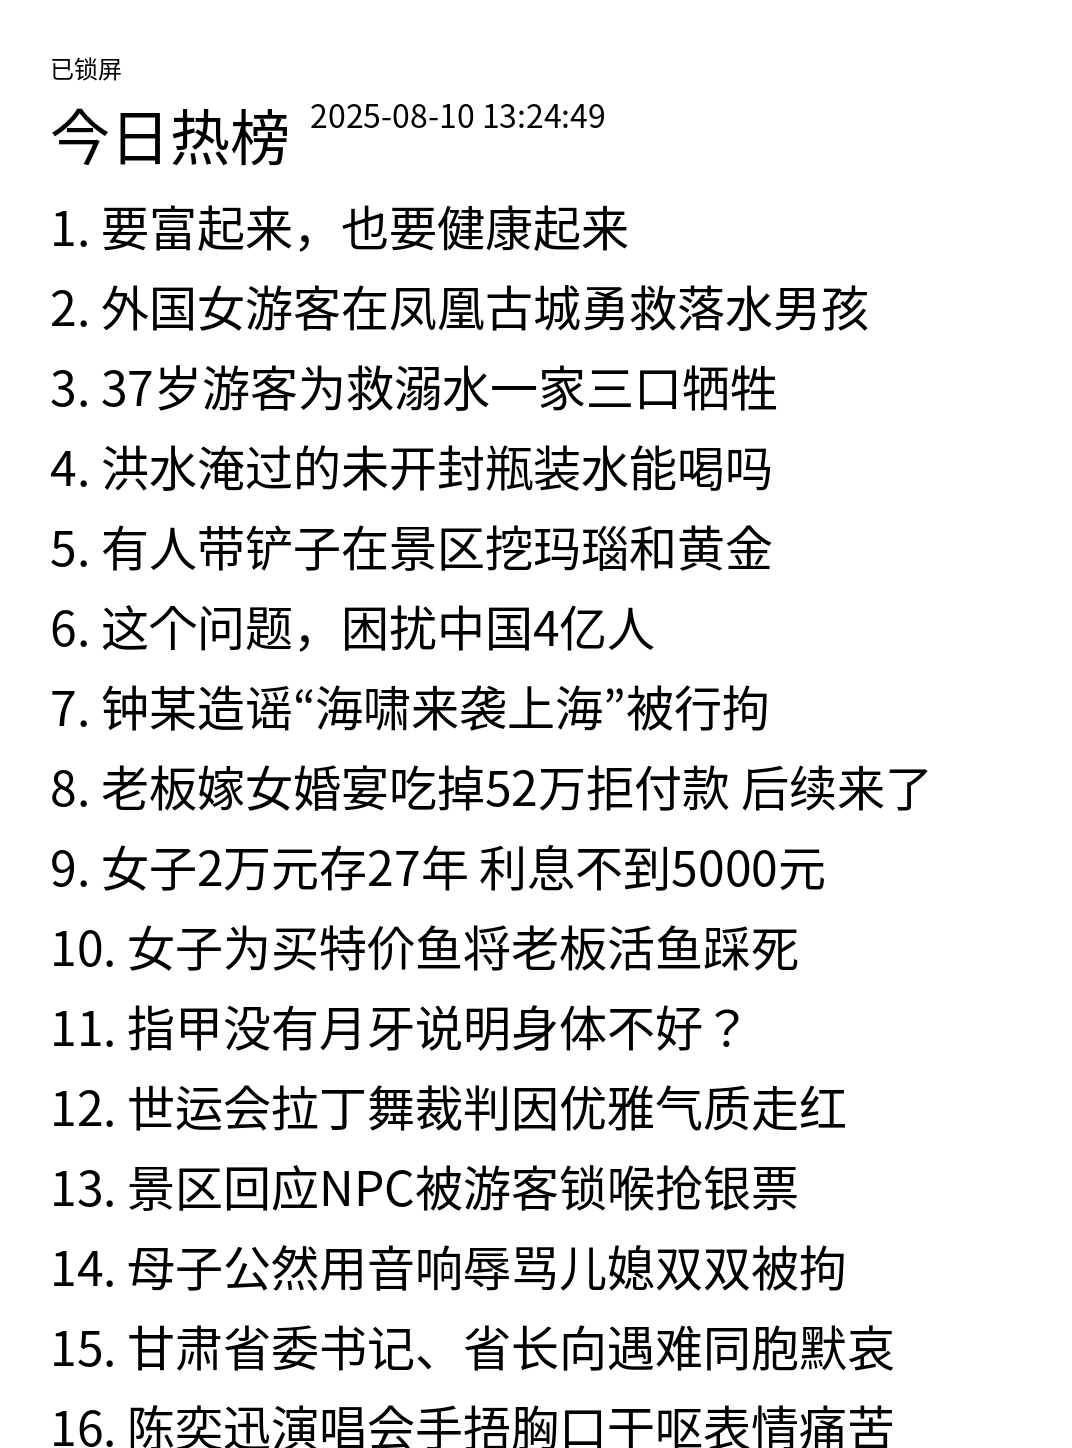 已锁屏
今日热榜 2025-08-10 13:24:49
1. 要富起来，也要健康起来
2. 外国女游客在凤凰古城勇救落水男孩
3. 37岁游客为救溺水一家三口牺牲
4. 洪水淹过的未开封瓶装水能喝吗
5. 有人带铲子在景区挖玛瑙和黄金
6. 这个问题，困扰中国4亿人
7. 钟某造谣“海啸来袭上海”被行拘
8. 老板嫁女婚宴吃掉52万拒付款 后续来了
9. 女子2万元存27年 利息不到5000元
10. 女子为买特价鱼将老板活鱼踩死
11. 指甲没有月牙说明身体不好？
12. 世运会拉丁舞裁判因优雅气质走红
13. 景区回应NPC被游客锁喉抢银票
14. 母子公然用音响辱骂儿媳双双被拘
15. 甘肃省委书记、省长向遇难同胞默哀
16. 陈奕迅演唱会手捂胸口干呕表情痛苦